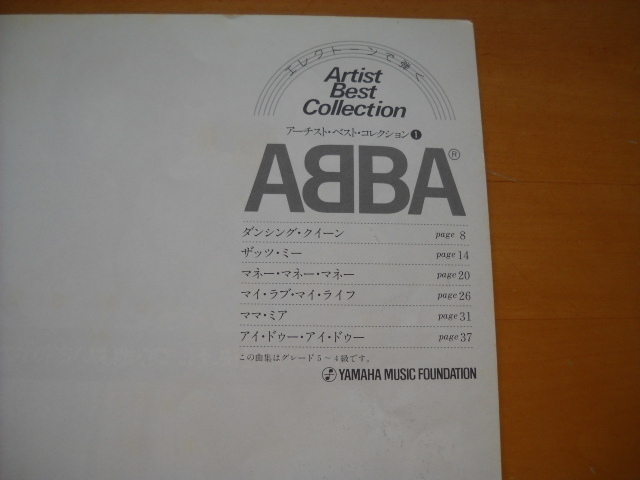 エレクトーンで弾く
Artist
Best
Collection
アーチスト・ベスト・コレクション❶
ABBA®
ダンシング・クイーン page 8
ザッツ・ミー page 14
マネー・マネー・マネー page 20
マイ・ラブ・マイ・ライフ page 26
ママ・ミア page 31
アイ・ドゥー・アイ・ドゥー page 37
この曲集はグレード5〜4級です。
YAMAHA MUSIC FOUNDATION